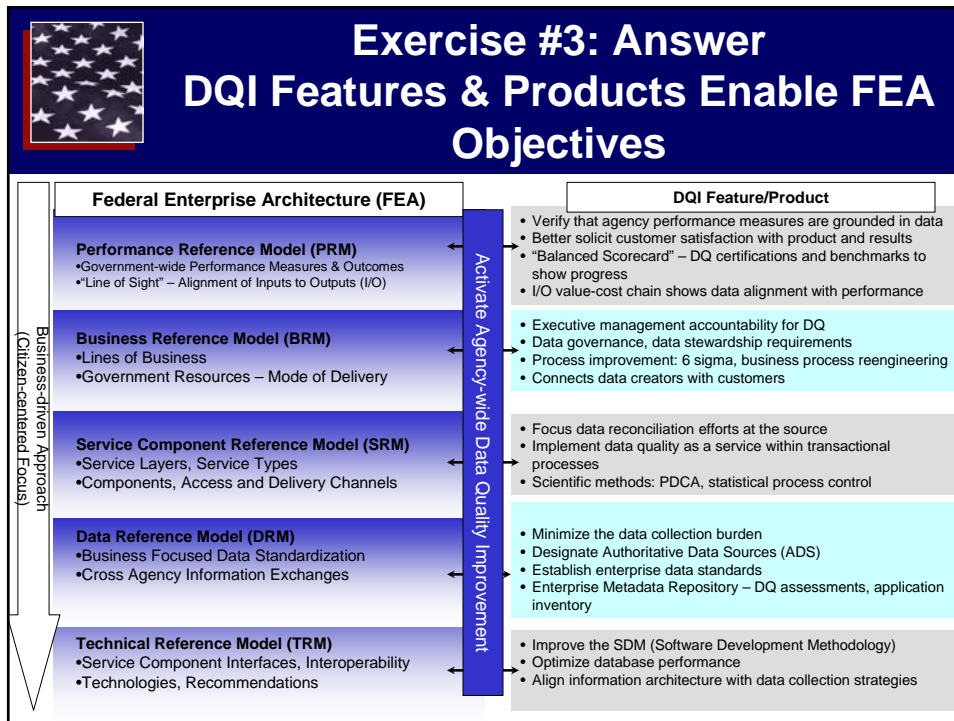 Exercise #3: Answer
DQI Features & Products Enable FEA
Objectives
Federal Enterprise Architecture (FEA)
DQI Feature/Product
Business-driven Approach
(Citizen-centered Focus)
Performance Reference Model (PRM)
•Government-wide Performance Measures & Outcomes
•“Line of Sight” – Alignment of Inputs to Outputs (I/O)
Business Reference Model (BRM)
•Lines of Business
•Government Resources – Mode of Delivery
Service Component Reference Model (SRM)
•Service Layers, Service Types
•Components, Access and Delivery Channels
Data Reference Model (DRM)
•Business Focused Data Standardization
•Cross Agency Information Exchanges
Technical Reference Model (TRM)
•Service Component Interfaces, Interoperability
•Technologies, Recommendations
Activate Agency-wide Data Quality Improvement
• Verify that agency performance measures are grounded in data
• Better solicit customer satisfaction with product and results
• “Balanced Scorecard” – DQ certifications and benchmarks to
show progress
• I/O value-cost chain shows data alignment with performance
• Executive management accountability for DQ
• Data governance, data stewardship requirements
• Process improvement: 6 sigma, business process reengineering
• Connects data creators with customers
• Focus data reconciliation efforts at the source
• Implement data quality as a service within transactional
processes
• Scientific methods: PDCA, statistical process control
• Minimize the data collection burden
• Designate Authoritative Data Sources (ADS)
• Establish enterprise data standards
• Enterprise Metadata Repository – DQ assessments, application
inventory
• Improve the SDM (Software Development Methodology)
• Optimize database performance
• Align information architecture with data collection strategies